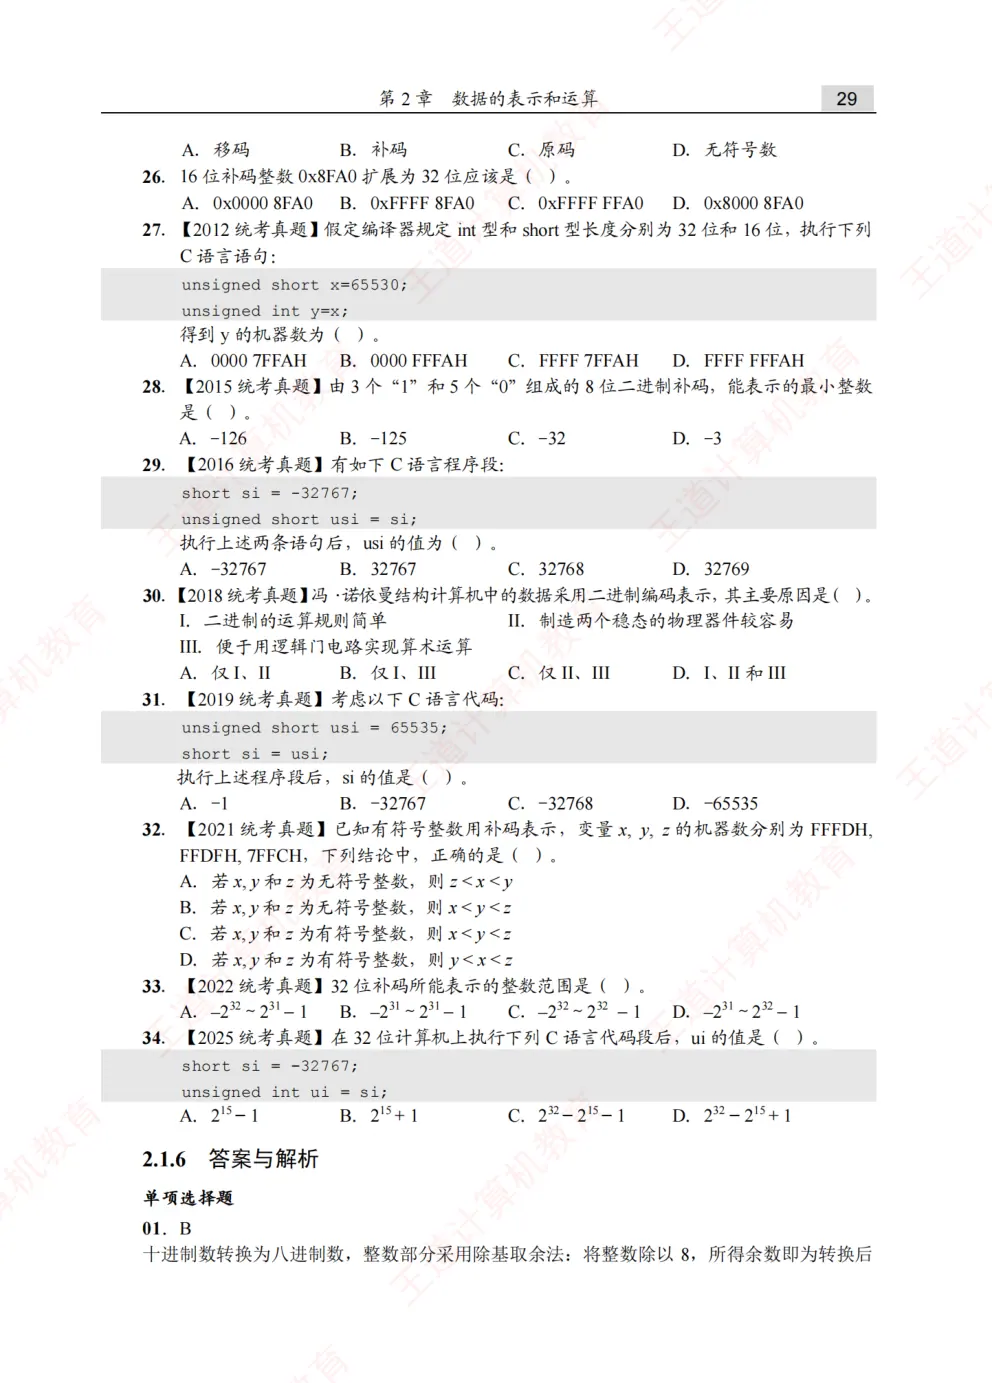 第 2 章 数据的表示和运算 29
A. 移码 B. 补码 C. 原码 D. 无符号数
26. 16 位补码整数 0x8FA0 扩展为 32 位应该是（ ）。
A. 0x0000 8FA0 B. 0xFFFF 8FA0 C. 0xFFFF FFA0 D. 0x8000 8FA0
27. 【2012 统考真题】假定编译器规定 int 型和 short 型长度分别为 32 位和 16 位，执行下列
C 语言语句：
unsigned short x=65530;
unsigned int y=x;
得到 y 的机器数为（ ）。
A. 0000 7FFAH B. 0000 FFFAH C. FFFF 7FFAH D. FFFF FFFAH
28. 【2015 统考真题】由 3 个“1”和 5 个“0”组成的 8 位二进制补码，能表示的最小整数
是（ ）。
A. −126 B. −125 C. −32 D. −3
29. 【2016 统考真题】有如下 C 语言程序段：
short si = -32767;
unsigned short usi = si;
执行上述两条语句后，usi 的值为（ ）。
A. −32767 B. 32767 C. 32768 D. 32769
30. 【2018 统考真题】冯·诺依曼结构计算机中的数据采用二进制编码表示，其主要原因是（ ）。
I. 二进制的运算规则简单 II. 制造两个稳态的物理器件较容易
III. 便于用逻辑门电路实现算术运算
A. 仅 I、II B. 仅 I、III C. 仅 II、III D. I、II 和 III
31. 【2019 统考真题】考虑以下 C 语言代码：
unsigned short usi = 65535;
short si = usi;
执行上述程序段后，si 的值是（ ）。
A. −1 B. −32767 C. −32768 D. −65535
32. 【2021 统考真题】已知有符号整数用补码表示，变量 x, y, z 的机器数分别为 FFFDH,
FFDFH, 7FFCH，下列结论中，正确的是（ ）。
A. 若 x, y 和 z 为无符号整数，则 z < x < y
B. 若 x, y 和 z 为无符号整数，则 x < y < z
C. 若 x, y 和 z 为有符号整数，则 x < y < z
D. 若 x, y 和 z 为有符号整数，则 y < x < z
33. 【2022 统考真题】32 位补码所能表示的整数范围是（ ）。
A. −2³² ~ 2³¹ − 1 B. −2³¹ ~ 2³¹ − 1 C. −2³² ~ 2³² − 1 D. −2³¹ ~ 2³² − 1
34. 【2025 统考真题】在 32 位计算机上执行下列 C 语言代码段后，ui 的值是（ ）。
short si = -32767;
unsigned int ui = si;
A. 2¹⁵ − 1 B. 2¹⁵ + 1 C. 2³² − 2¹⁵ − 1 D. 2³² − 2¹⁵ + 1
2.1.6 答案与解析
单项选择题
01. B
十进制数转换为八进制数，整数部分采用除基取余法：将整数除以 8，所得余数即为转换后
王道计算机教育